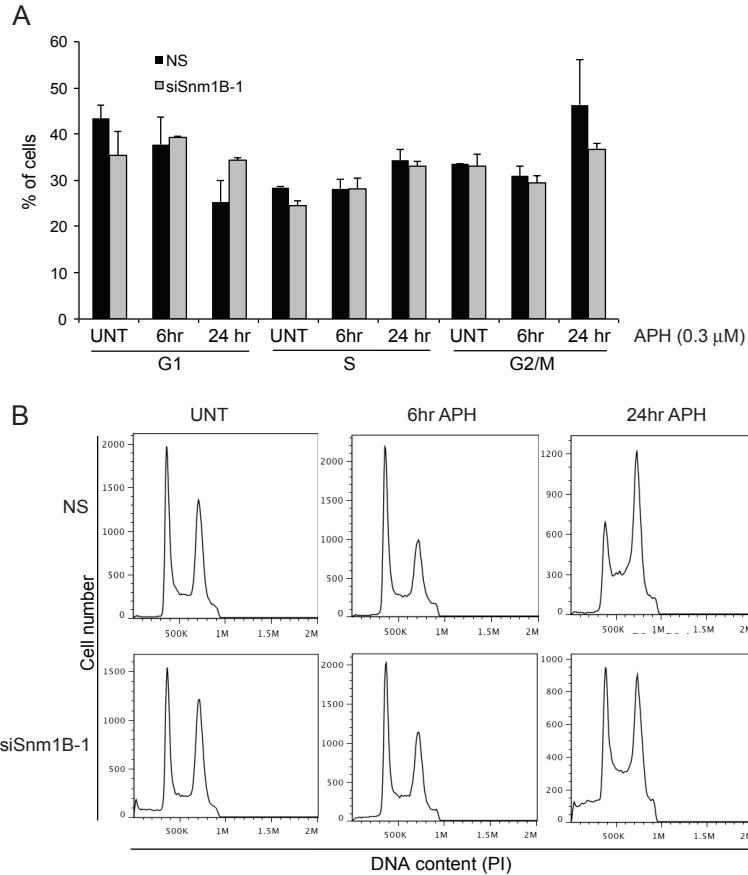 A
60
50
40
30
20
10
0
% of cells
NS
siSnm1B-1
UNT 6hr 24 hr UNT 6hr 24 hr UNT 6hr 24 hr APH (0.3 μM)
G1 S G2/M
B
UNT 6hr APH 24hr APH
NS
2000
1500
1000
500
0
500K 1M 1.5M 2M
2000
1500
1000
500
0
500K 1M 1.5M 2M
1200
900
600
300
0
500K 1M 1.5M 2M
Cell number
siSnm1B-1
1500
1000
500
0
500K 1M 1.5M 2M
2000
1500
1000
500
0
500K 1M 1.5M 2M
1000
800
600
400
200
0
500K 1M 1.5M 2M
DNA content (PI)